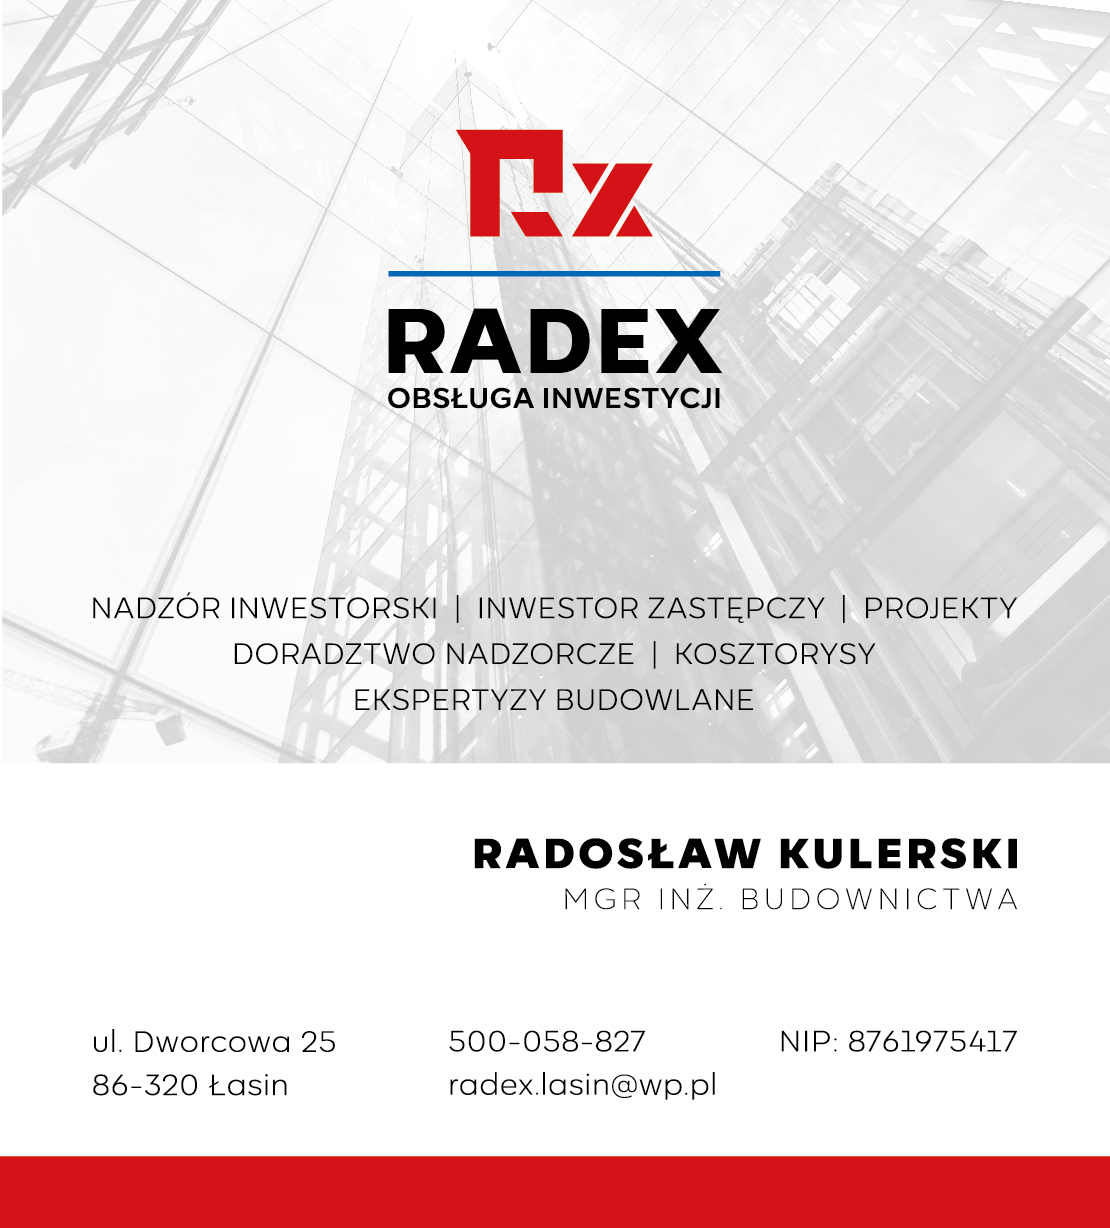 Rx
RADEX
OBSŁUGA INWESTYCJI
NADZÓR INWESTORSKI | INWESTOR ZASTĘPCZY | PROJEKTY
DORADZTWO NADZORCZE | KOSZTORYSY
EKSPERTYZY BUDOWLANE
RADOSŁAW KULERSKI
MGR INŻ. BUDOWNICTWA
ul. Dworcowa 25
86-320 Łasin
500-058-827
radex.lasin@wp.pl
NIP: 8761975417